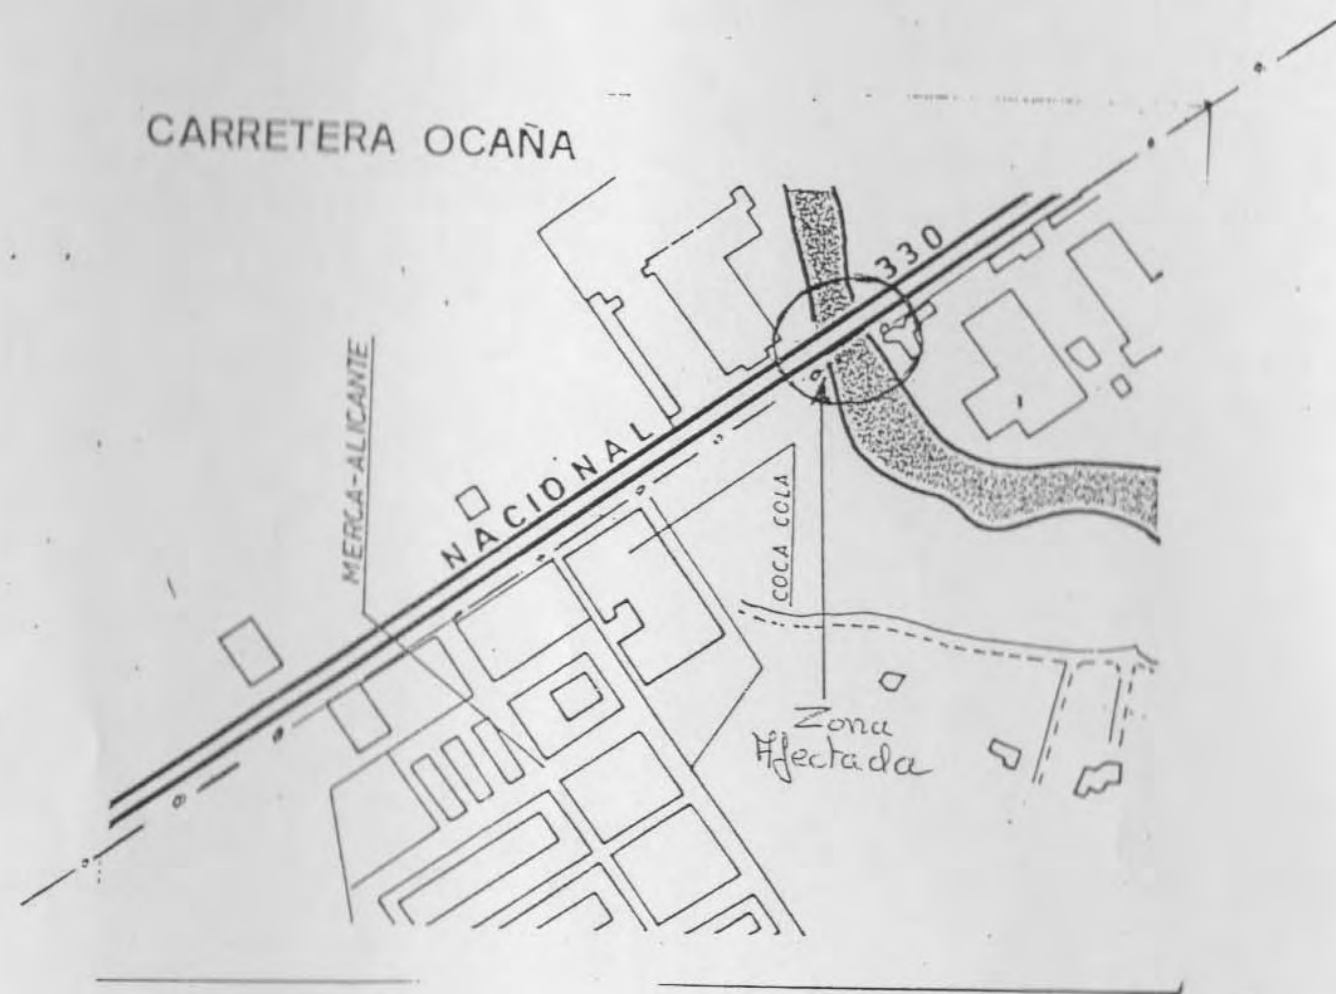 CARRETERA OCAÑA
NACIONAL 330
MERCA-ALICANTE
COCA COLA
Zona
Afectada